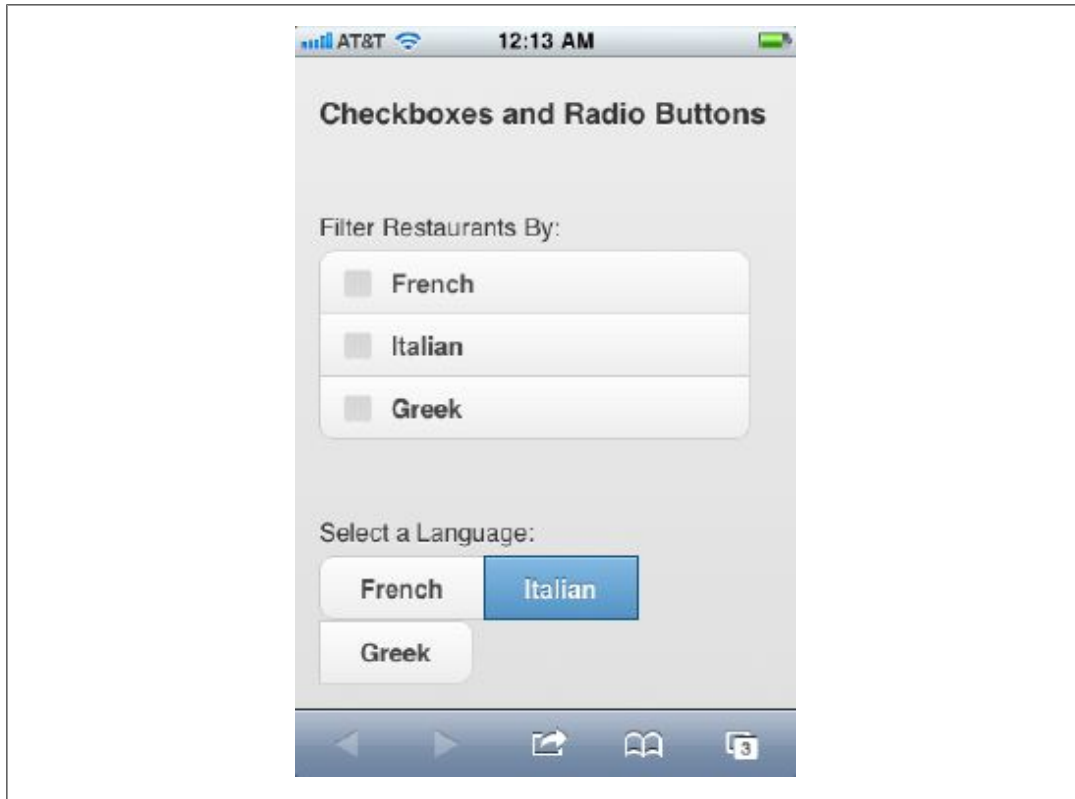 AT&T 12:13 AM
Checkboxes and Radio Buttons
Filter Restaurants By:
French
Italian
Greek
Select a Language:
French Italian
Greek
3